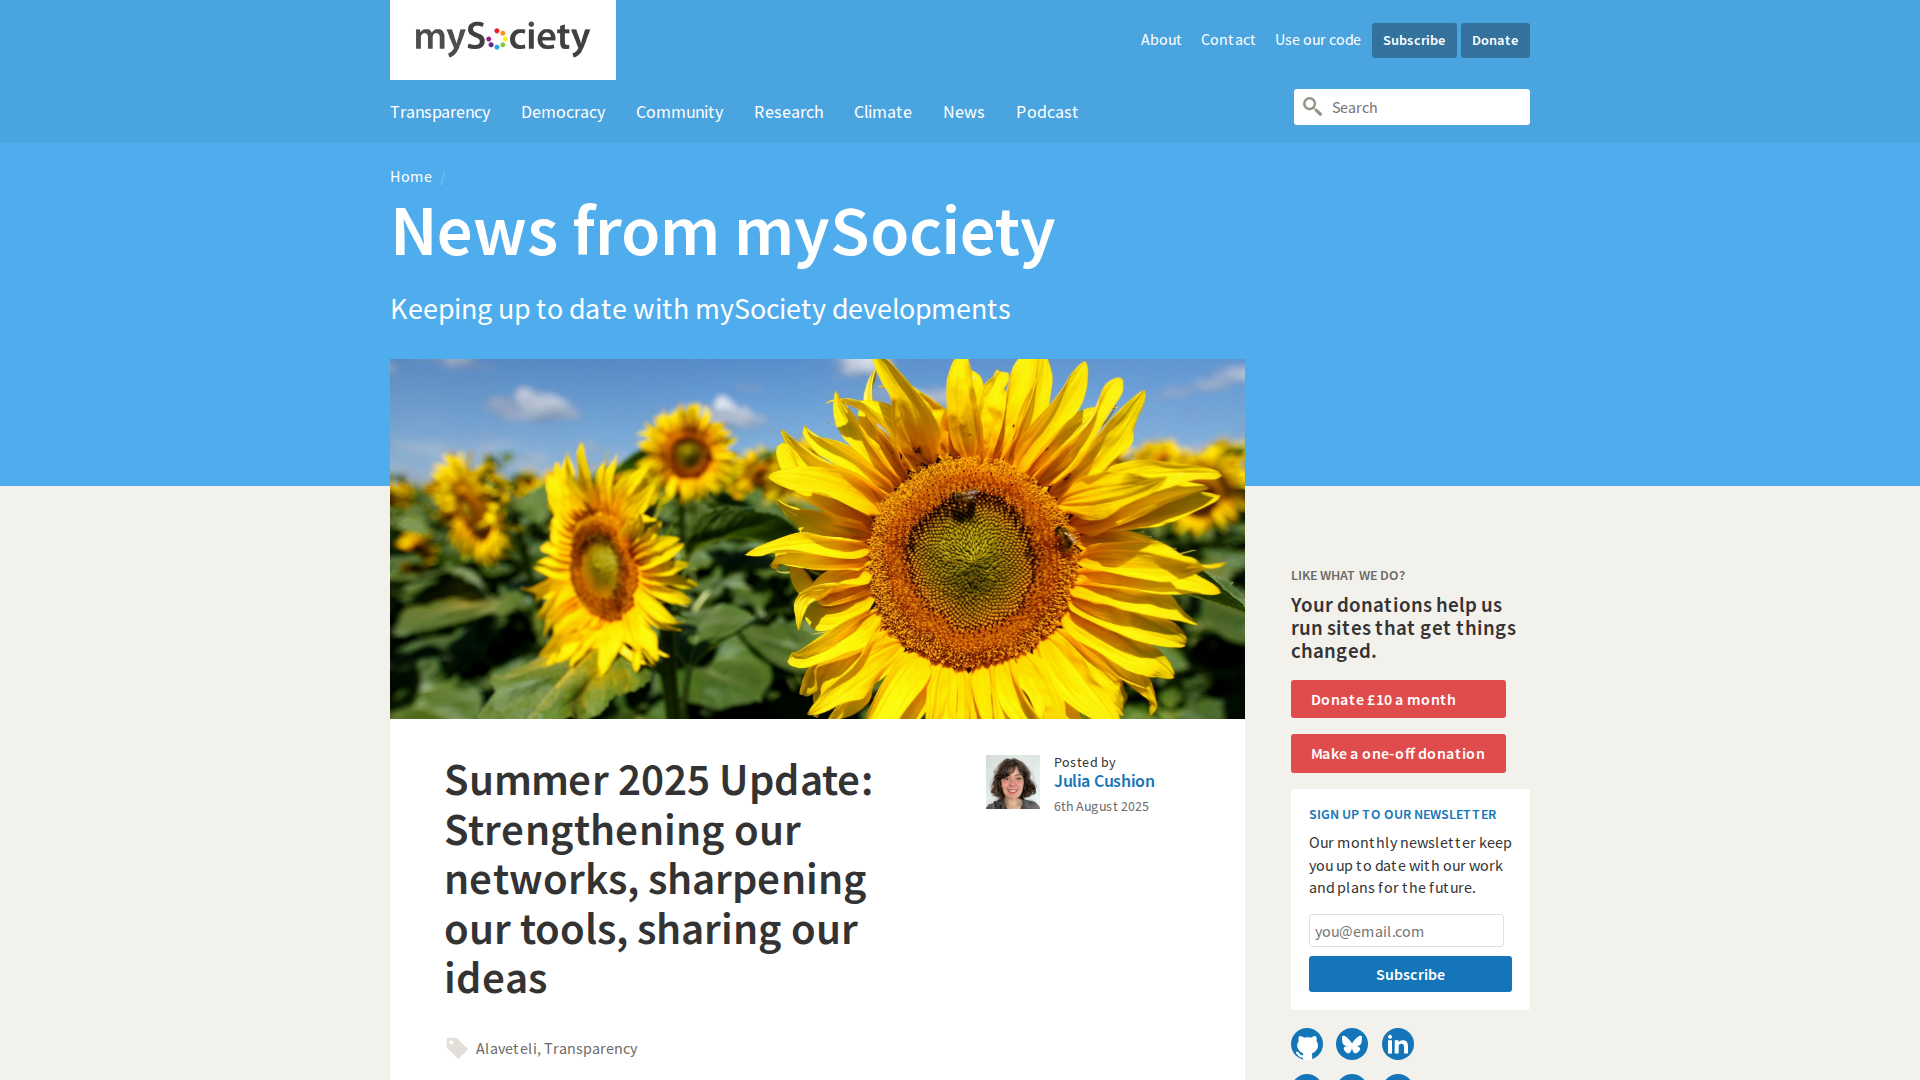 mySociety
About Contact Use our code Subscribe Donate
Transparency Democracy Community Research Climate News Podcast
Search
Home /
News from mySociety
Keeping up to date with mySociety developments
Summer 2025 Update:
Strengthening our
networks, sharpening
our tools, sharing our
ideas
Posted by
Julia Cushion
6th August 2025
Alaveteli, Transparency
LIKE WHAT WE DO?
Your donations help us
run sites that get things
changed.
Donate £10 a month
Make a one-off donation
SIGN UP TO OUR NEWSLETTER
Our monthly newsletter keep
you up to date with our work
and plans for the future.
you@email.com
Subscribe
in